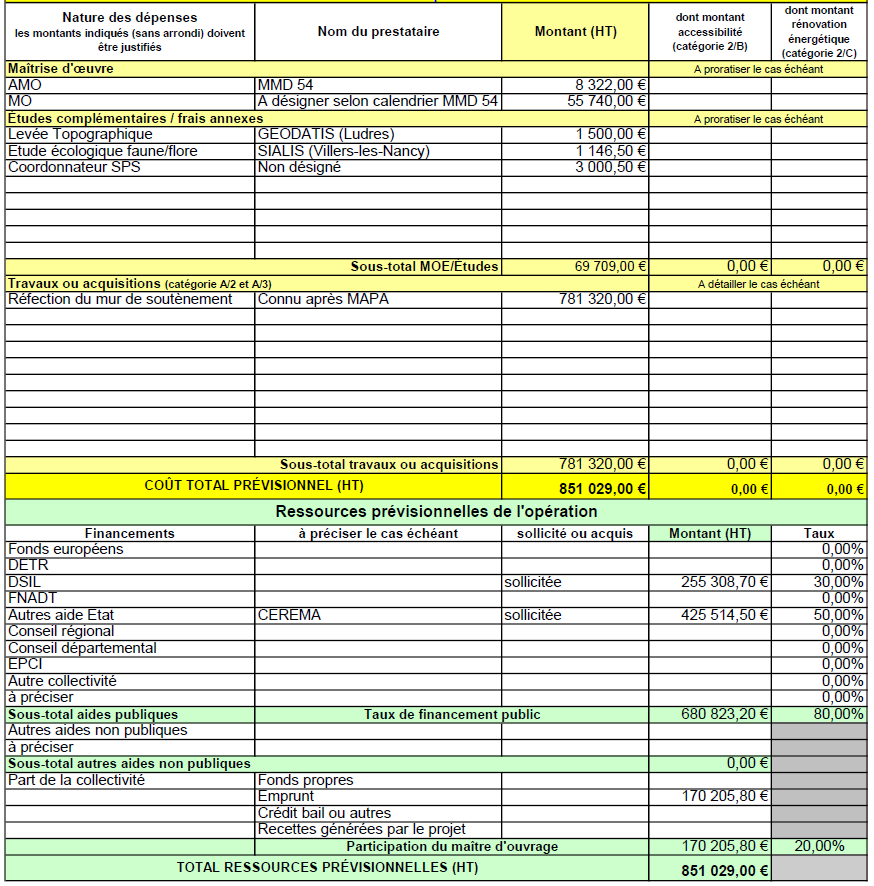 Nature des dépenses
les montants indiqués (sans arrondi) doivent
être justifiés
Nom du prestataire
Montant (HT)
dont montant
accessibilité
(catégorie 2/B)
dont montant
rénovation
énergétique
(catégorie 2/C)
Maîtrise d'œuvre A proratiser le cas échéant
AMO MMD 54 8 322,00 €
MO A désigner selon calendrier MMD 54 55 740,00 €
Études complémentaires / frais annexes A proratiser le cas échéant
Levée Topographique GEODATIS (Ludres) 1 500,00 €
Etude écologique faune/flore SIALIS (Villers-les-Nancy) 1 146,50 €
Coordonnateur SPS Non désigné 3 000,50 €
Sous-total MOE/Études 69 709,00 € 0,00 € 0,00 €
Travaux ou acquisitions (catégorie A/2 et A/3) A détailler le cas échéant
Réfection du mur de soutènement Connu après MAPA 781 320,00 €
Sous-total travaux ou acquisitions 781 320,00 € 0,00 € 0,00 €
COÛT TOTAL PRÉVISIONNEL (HT) 851 029,00 € 0,00 € 0,00 €
Ressources prévisionnelles de l'opération
Financements à préciser le cas échéant sollicité ou acquis Montant (HT) Taux
Fonds européens 0,00%
DETR 0,00%
DSIL sollicitée 255 308,70 € 30,00%
FNADT 0,00%
Autres aide Etat CEREMA sollicitée 425 514,50 € 50,00%
Conseil régional 0,00%
Conseil départemental 0,00%
EPCI 0,00%
Autre collectivité 0,00%
à préciser 0,00%
Sous-total aides publiques Taux de financement public 680 823,20 € 80,00%
Autres aides non publiques
à préciser
Sous-total autres aides non publiques 0,00 €
Part de la collectivité Fonds propres
Emprunt 170 205,80 €
Crédit bail ou autres
Recettes générées par le projet
Participation du maître d'ouvrage 170 205,80 € 20,00%
TOTAL RESSOURCES PRÉVISIONNELLES (HT) 851 029,00 €